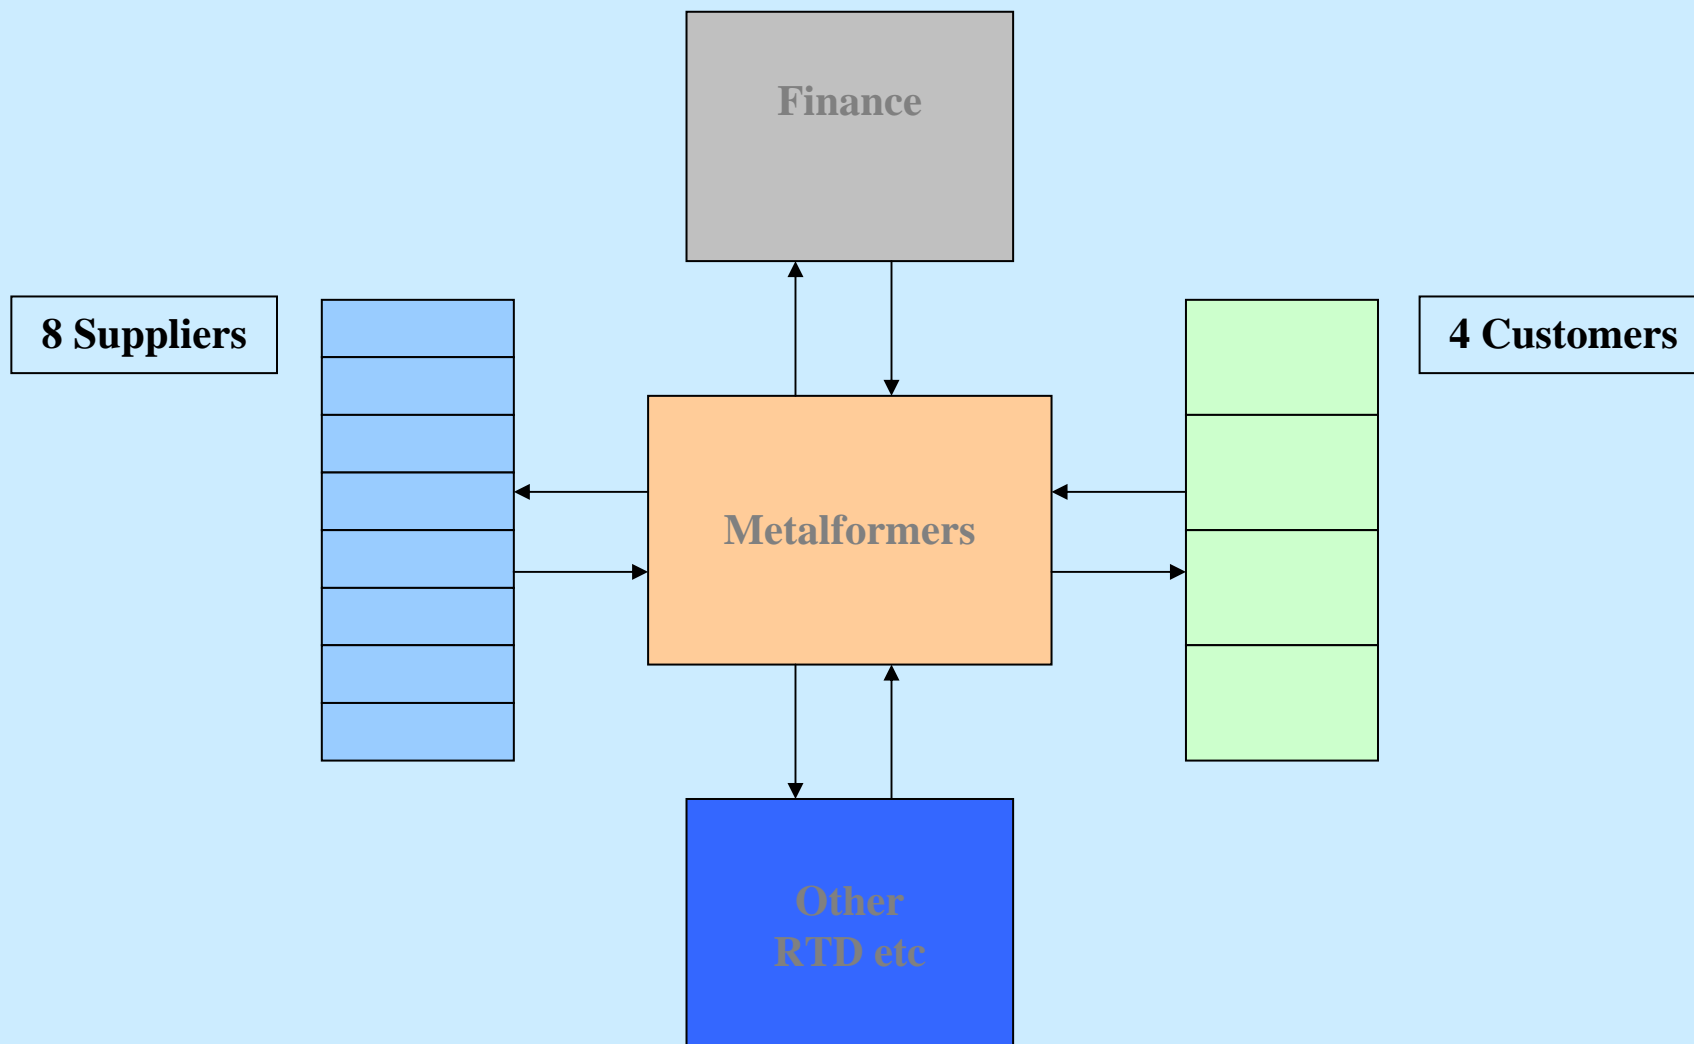 Finance
8 Suppliers
4 Customers
Metalformers
Other
RTD etc